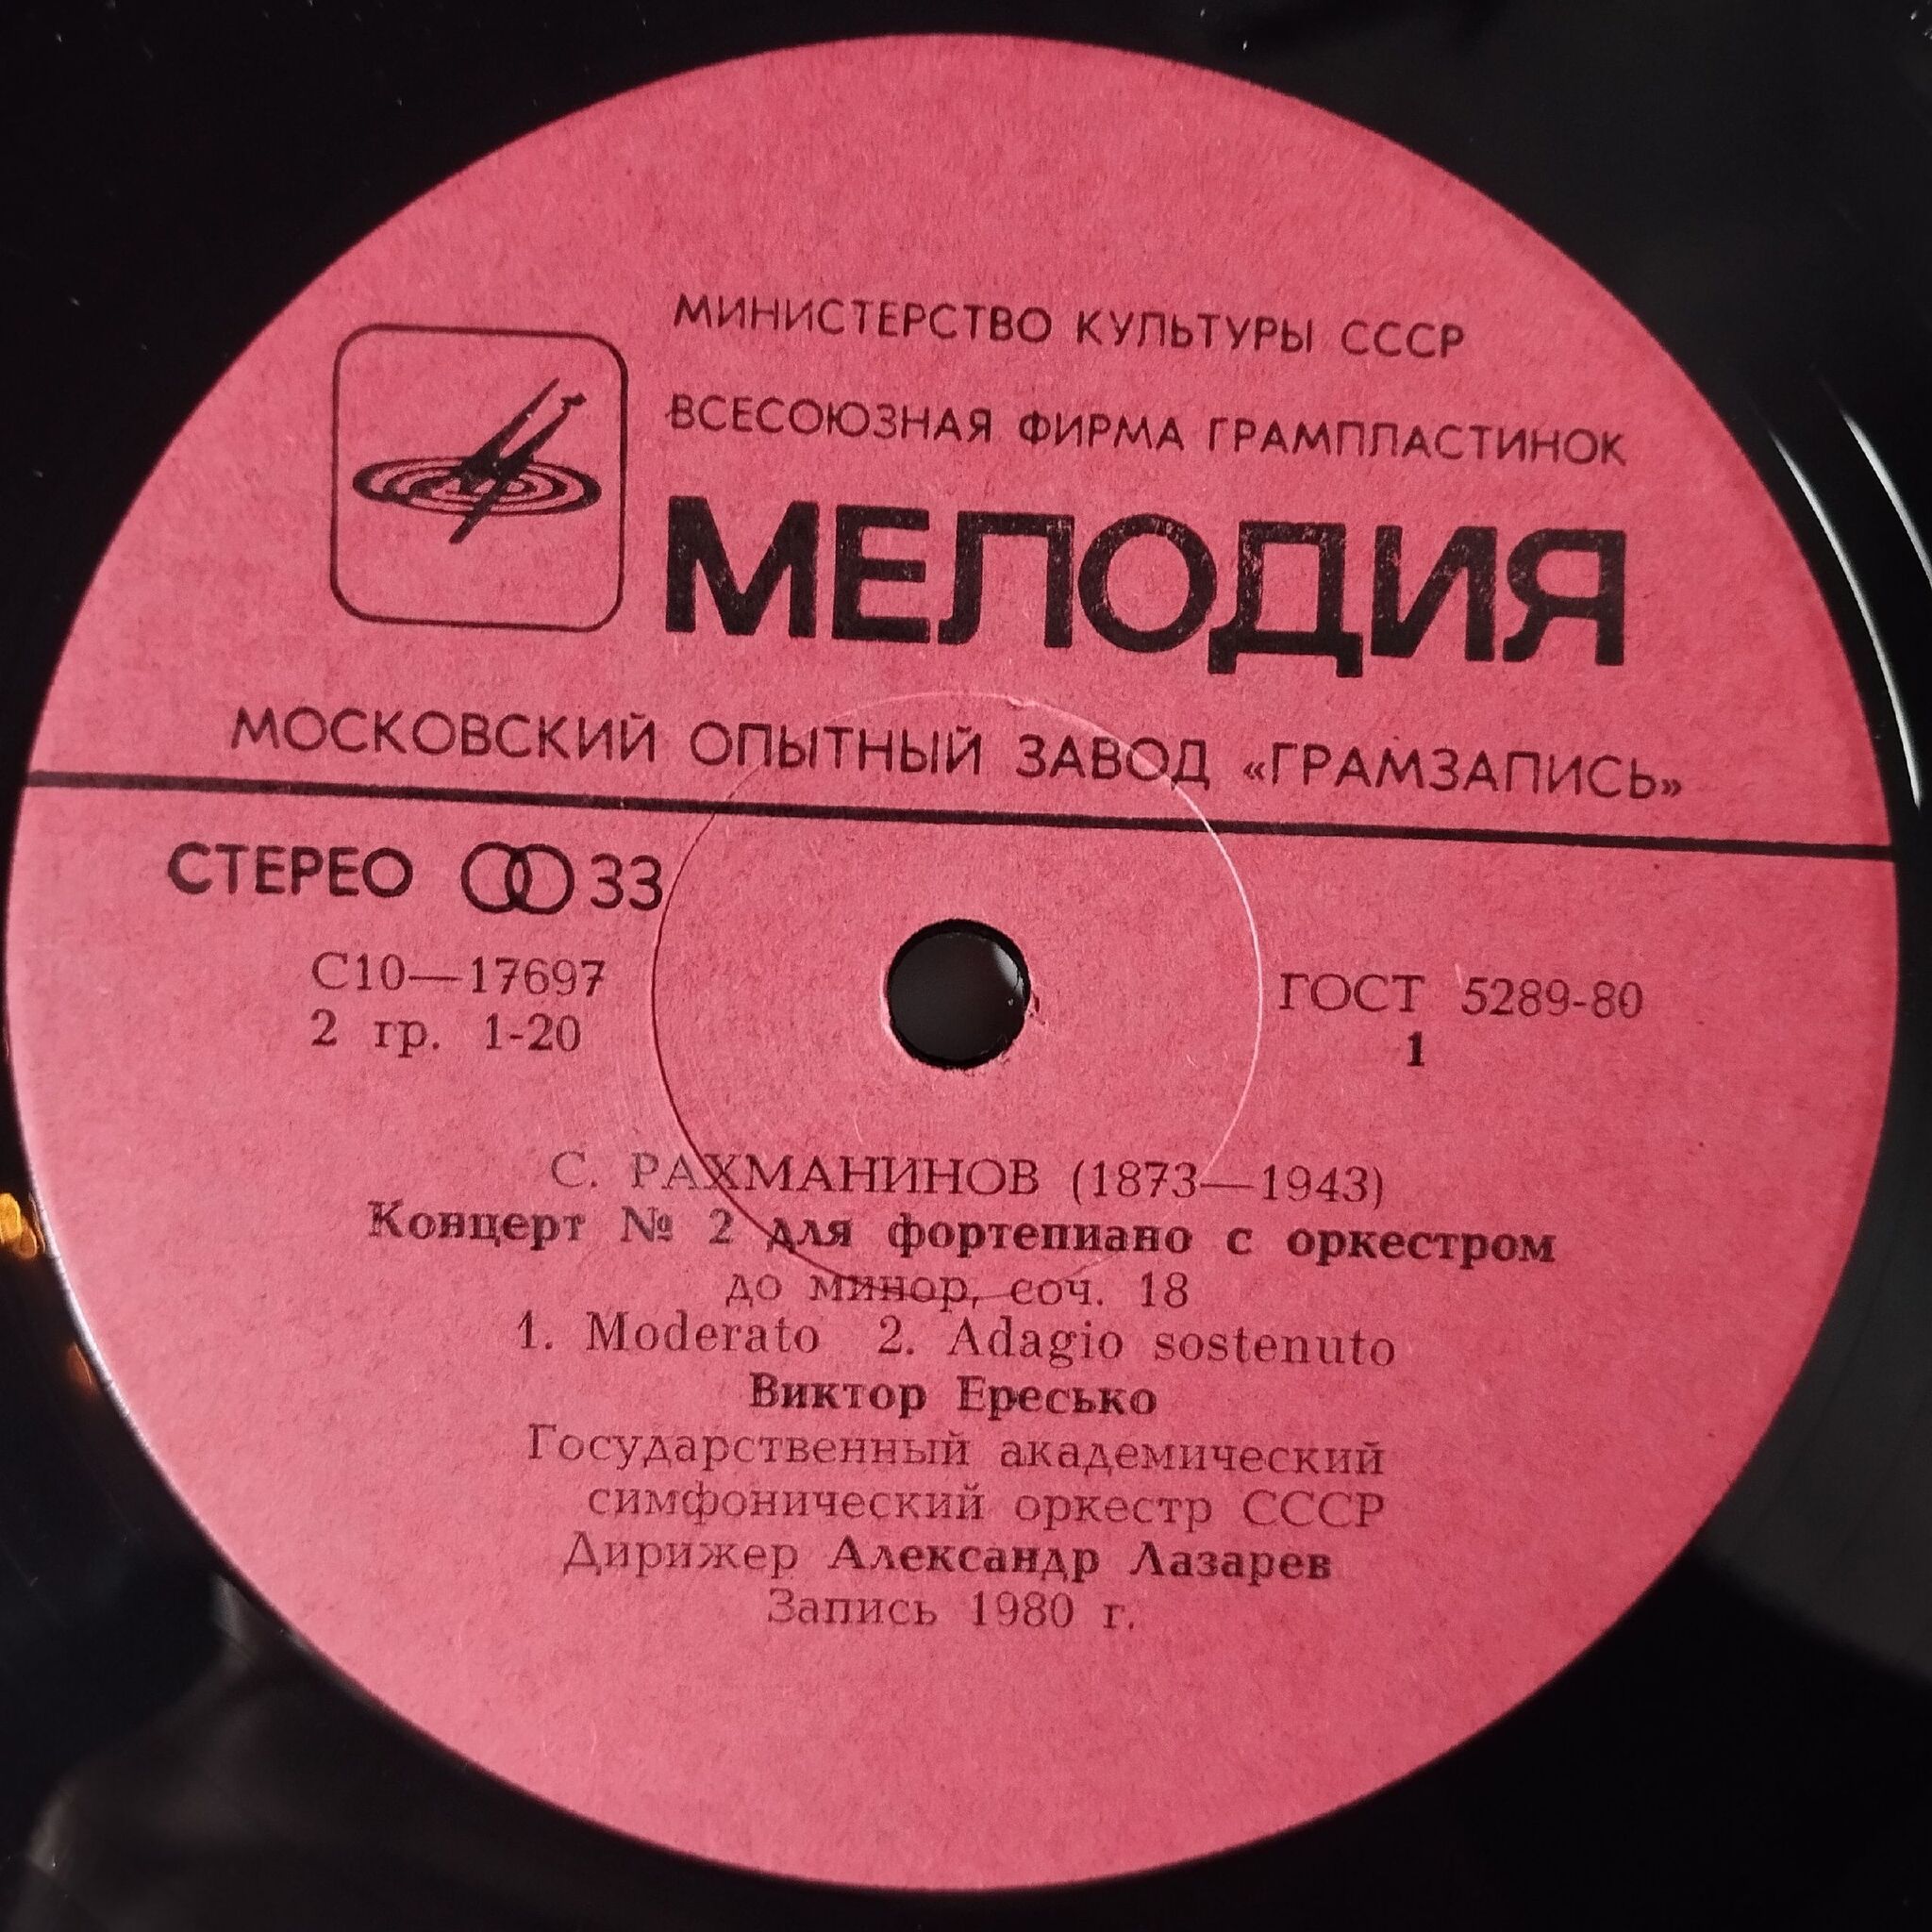 МИНИСТЕРСТВО КУЛЬТУРЫ СССР
ВСЕСОЮЗНАЯ ФИРМА ГРАМПЛАСТИНОК
МЕЛОДИЯ
МОСКОВСКИЙ ОПЫТНЫЙ ЗАВОД «ГРАМЗАПИСЬ»
СТЕРЕО 33
С10—17697
2 гр. 1-20
ГОСТ 5289-80
1
С. РАХМАНИНОВ (1873—1943)
Концерт № 2 для фортепиано с оркестром
до минор, соч. 18
1. Moderato 2. Adagio sostenuto
Виктор Ересько
Государственный академический
симфонический оркестр СССР
Дирижер Александр Лазарев
Запись 1980 г.